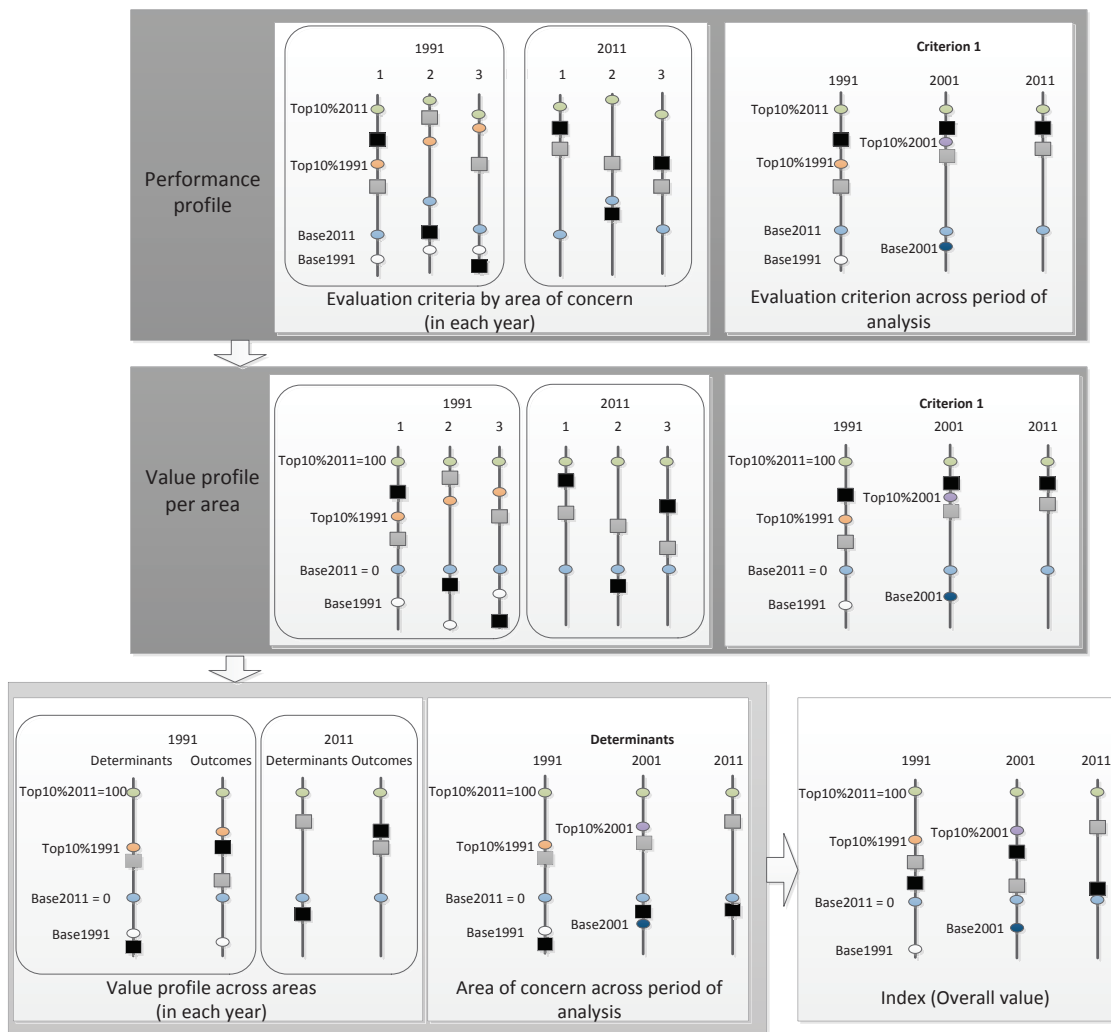 1991
2011
Criterion 1
1 2 3
1 2 3
1991 2001 2011
Top10%2011
Top10%1991
Base2011
Base1991
Top10%2011
Top10%2001
Top10%1991
Base2011
Base2001
Base1991
Performance
profile
Evaluation criteria by area of concern
(in each year)
Evaluation criterion across period of
analysis
1991
2011
Criterion 1
1 2 3
1 2 3
1991 2001 2011
Top10%2011=100
Top10%1991
Base2011 = 0
Base1991
Top10%2011=100
Top10%2001
Top10%1991
Base2011 = 0
Base2001
Base1991
Value profile
per area
1991
Determinants Outcomes
2011
Determinants Outcomes
Top10%2011=100
Top10%1991
Base2011 = 0
Base1991
Value profile across areas
(in each year)
Determinants
1991 2001 2011
Top10%2011=100
Top10%2001
Top10%1991
Base2011 = 0
Base2001
Base1991
Area of concern across period of
analysis
1991 2001 2011
Top10%2011=100
Top10%2001
Top10%1991
Base2011 = 0
Base2001
Base1991
Index (Overall value)